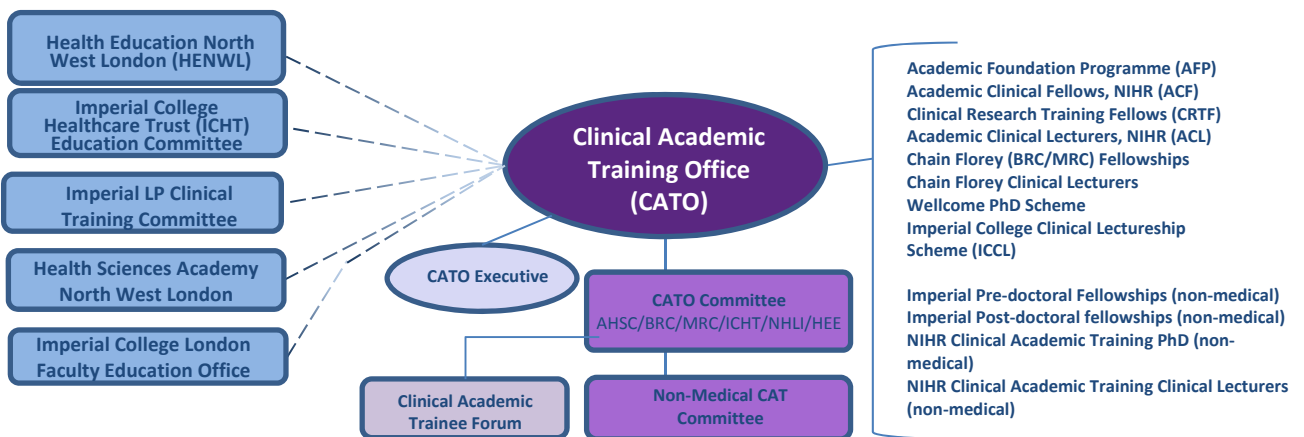 Health Education North
West London (HENWL)
Imperial College
Healthcare Trust (ICHT)
Education Committee
Imperial LP Clinical
Training Committee
Health Sciences Academy
North West London
Imperial College London
Faculty Education Office
Clinical Academic
Training Office
(CATO)
CATO Executive
CATO Committee
AHSC/BRC/MRC/ICHT/NHLI/HEE
Clinical Academic
Trainee Forum
Non-Medical CAT
Committee
Academic Foundation Programme (AFP)
Academic Clinical Fellows, NIHR (ACF)
Clinical Research Training Fellows (CRTF)
Academic Clinical Lecturers, NIHR (ACL)
Chain Florey (BRC/MRC) Fellowships
Chain Florey Clinical Lecturers
Wellcome PhD Scheme
Imperial College Clinical Lectureship
Scheme (ICCL)
Imperial Pre-doctoral Fellowships (non-medical)
Imperial Post-doctoral fellowships (non-medical)
NIHR Clinical Academic Training PhD (non-
medical)
NIHR Clinical Academic Training Clinical Lecturers
(non-medical)